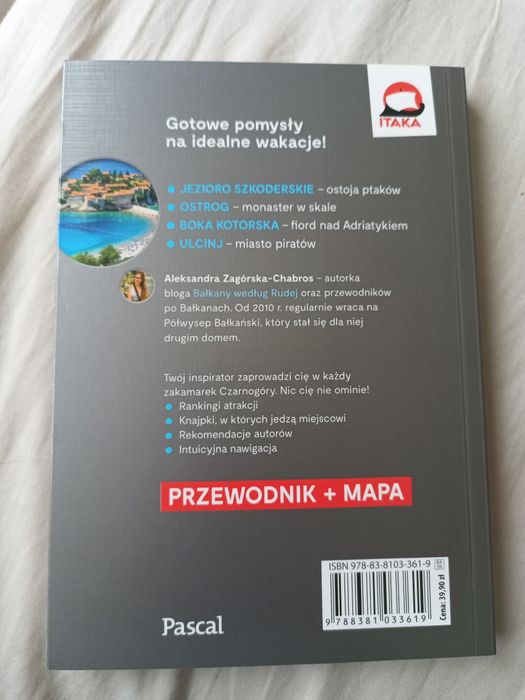 ITAKA
Gotowe pomysły
na idealne wakacje!
JEZIORO SZKODERSKIE – ostoja ptaków
OSTROG – monaster w skale
BOKA KOTORSKA – fiord nad Adriatykiem
ULCINJ – miasto piratów
Aleksandra Zagórska-Chabros – autorka
bloga Bałkany według Rudej oraz przewodników
po Bałkanach. Od 2010 r. regularnie wraca na
Półwysep Bałkański, który stał się dla niej
drugim domem.
Twój inspirator zaprowadzi cię w każdy
zakamarek Czarnogóry. Nic cię nie ominie!
Rankingi atrakcji
Knajpki, w których jedzą miejscowi
Rekomendacje autorów
Intuicyjna nawigacja
PRZEWODNIK + MAPA
ISBN 978-83-8103-361-9
9 788381 033619
Cena: 39,90 zł
Pascal